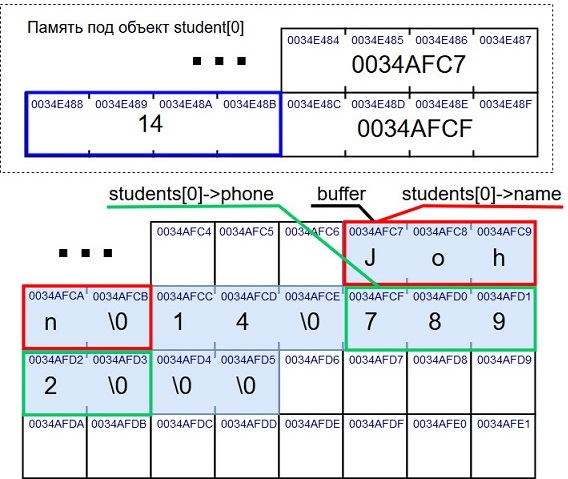 Память под объект student[0]
0034E484 0034E485 0034E486 0034E487
0034AFC7
0034E488 0034E489 0034E48A 0034E48B 0034E48C 0034E48D 0034E48E 0034E48F
14 0034AFCF
students[0]->phone buffer students[0]->name
0034AFC4 0034AFC5 0034AFC6 0034AFC7 0034AFC8 0034AFC9
J o h
0034AFCA 0034AFCB 0034AFCC 0034AFCD 0034AFCE 0034AFCF 0034AFD0 0034AFD1
n \0 1 4 \0 7 8 9
0034AFD2 0034AFD3 0034AFD4 0034AFD5 0034AFD6 0034AFD7 0034AFD8 0034AFD9
2 \0 \0 \0
0034AFDA 0034AFDB 0034AFDC 0034AFDD 0034AFDE 0034AFDF 0034AFE0 0034AFE1